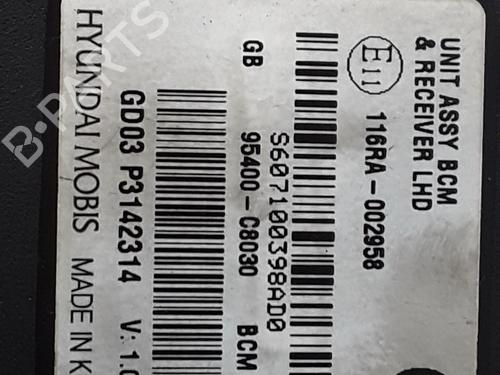 UNIT ASSY BCM
& RECEIVER LHD
E11
116RA-002958
S607100398AD0
GB 95400-C8030 BCM
GD03 P3142314 V: 1.0
HYUNDAI MOBIS MADE IN K
B-PARTS